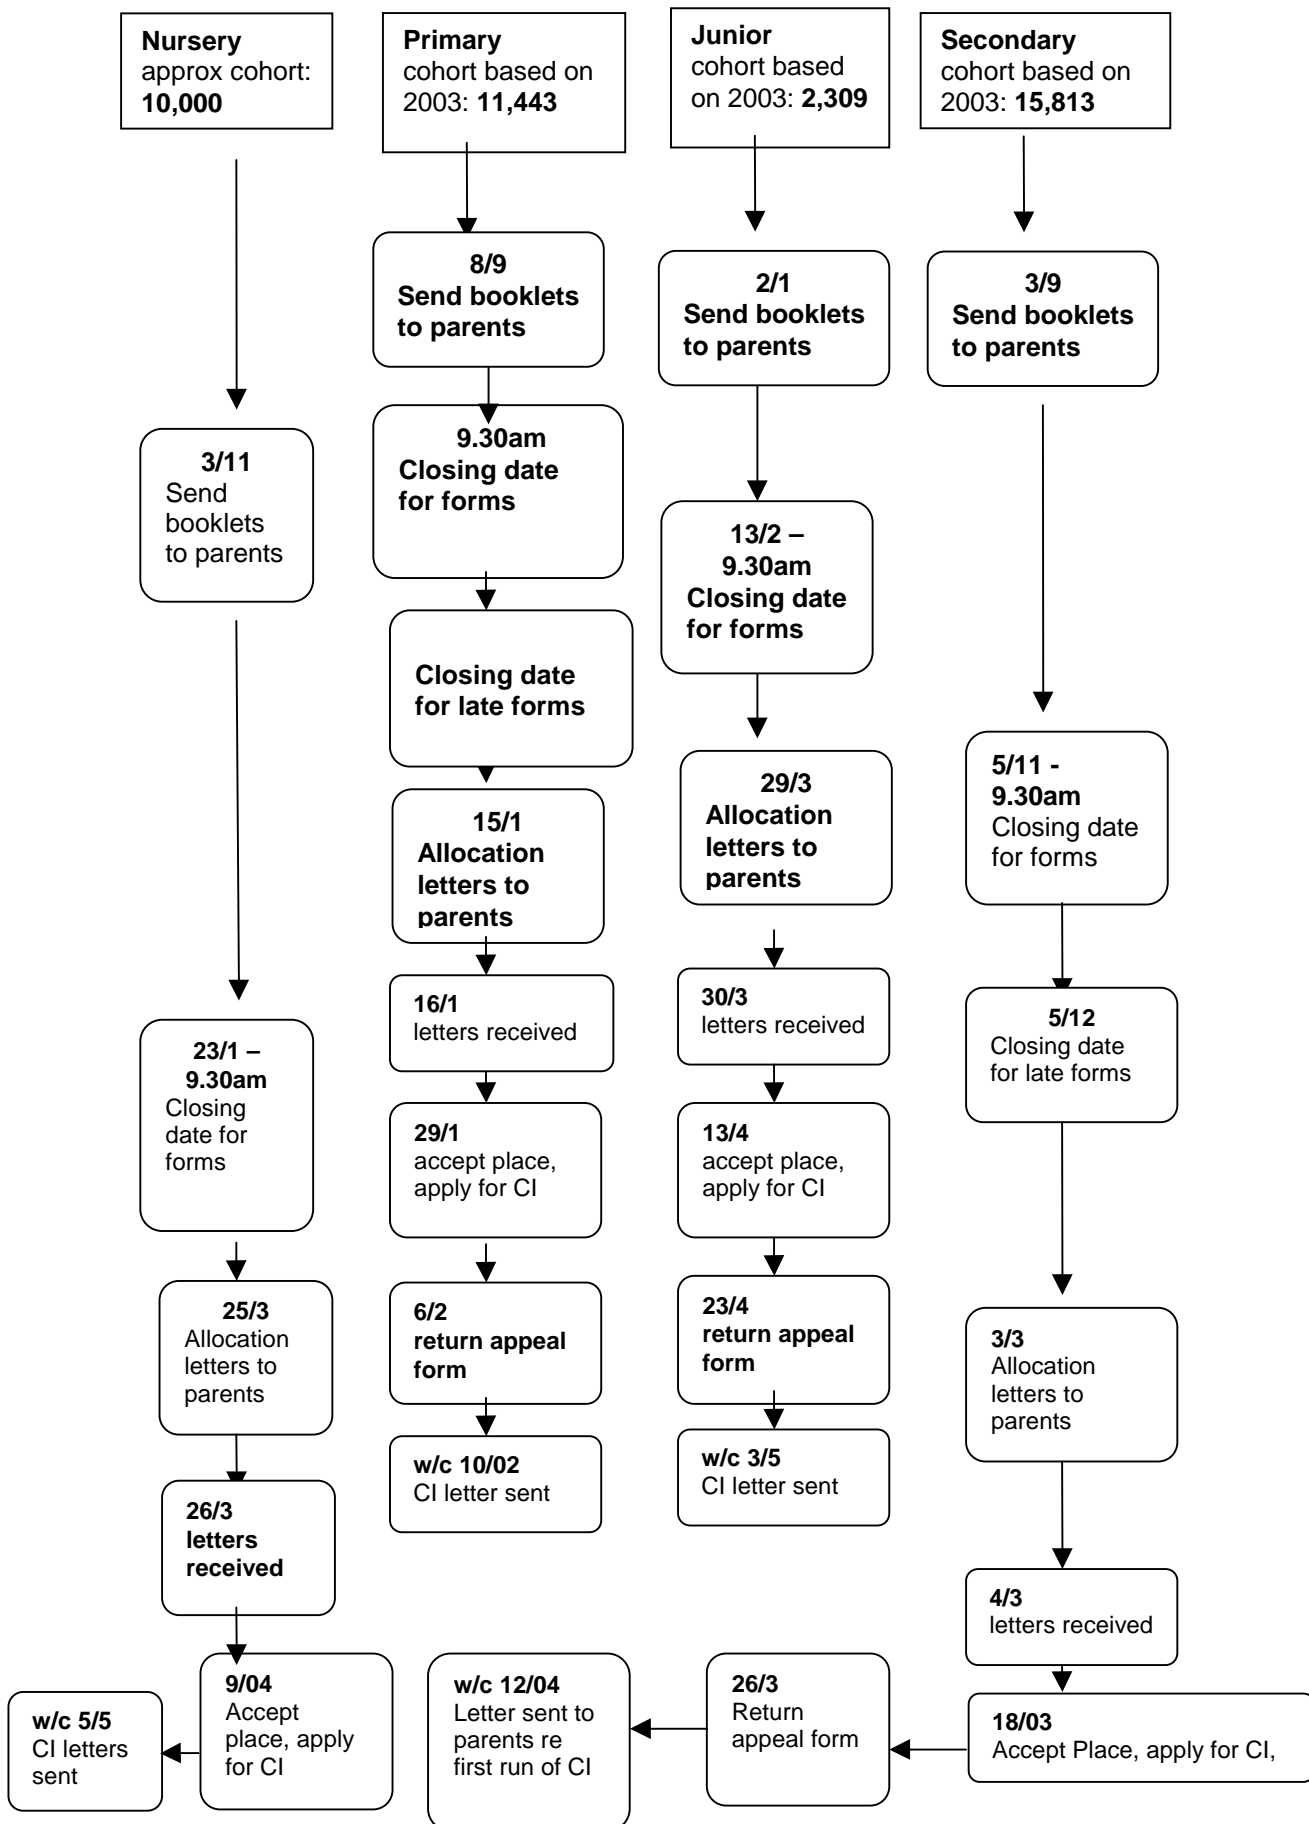 Nursery
approx cohort:
10,000
Primary
cohort based on
2003: 11,443
Junior
cohort based
on 2003: 2,309
Secondary
cohort based on
2003: 15,813
3/11
Send
booklets
to parents
23/1 –
9.30am
Closing
date for
forms
25/3
Allocation
letters to
parents
26/3
letters
received
9/04
Accept
place, apply
for CI
w/c 5/5
CI letters
sent
8/9
Send booklets
to parents
9.30am
Closing date
for forms
Closing date
for late forms
15/1
Allocation
letters to
parents
16/1
letters received
29/1
accept place,
apply for CI
6/2
return appeal
form
w/c 10/02
CI letter sent
2/1
Send booklets
to parents
13/2 –
9.30am
Closing date
for forms
29/3
Allocation
letters to
parents
30/3
letters received
13/4
accept place,
apply for CI
23/4
return appeal
form
w/c 3/5
CI letter sent
3/9
Send booklets
to parents
5/11 -
9.30am
Closing date
for forms
5/12
Closing date
for late forms
3/3
Allocation
letters to
parents
4/3
letters received
18/03
Accept Place, apply for CI,
26/3
Return
appeal form
w/c 12/04
Letter sent to
parents re
first run of CI